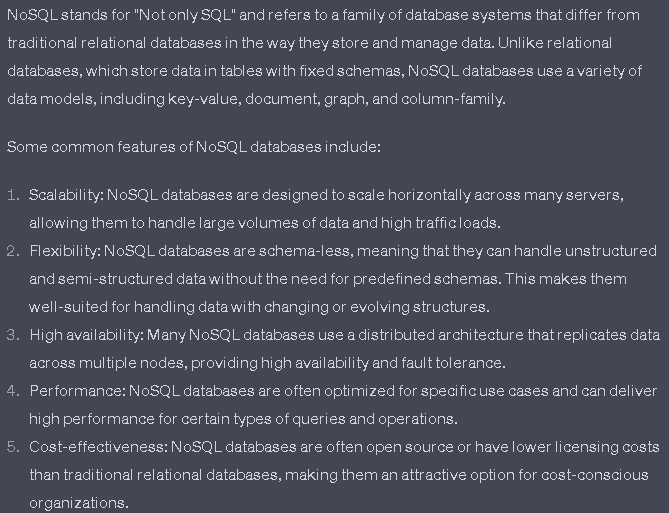 NoSQL stands for "Not only SQL" and refers to a family of database systems that differ from
traditional relational databases in the way they store and manage data. Unlike relational
databases, which store data in tables with fixed schemas, NoSQL databases use a variety of
data models, including key-value, document, graph, and column-family.
Some common features of NoSQL databases include:
1. Scalability: NoSQL databases are designed to scale horizontally across many servers,
allowing them to handle large volumes of data and high traffic loads.
2. Flexibility: NoSQL databases are schema-less, meaning that they can handle unstructured
and semi-structured data without the need for predefined schemas. This makes them
well-suited for handling data with changing or evolving structures.
3. High availability: Many NoSQL databases use a distributed architecture that replicates data
across multiple nodes, providing high availability and fault tolerance.
4. Performance: NoSQL databases are often optimized for specific use cases and can deliver
high performance for certain types of queries and operations.
5. Cost-effectiveness: NoSQL databases are often open source or have lower licensing costs
than traditional relational databases, making them an attractive option for cost-conscious
organizations.